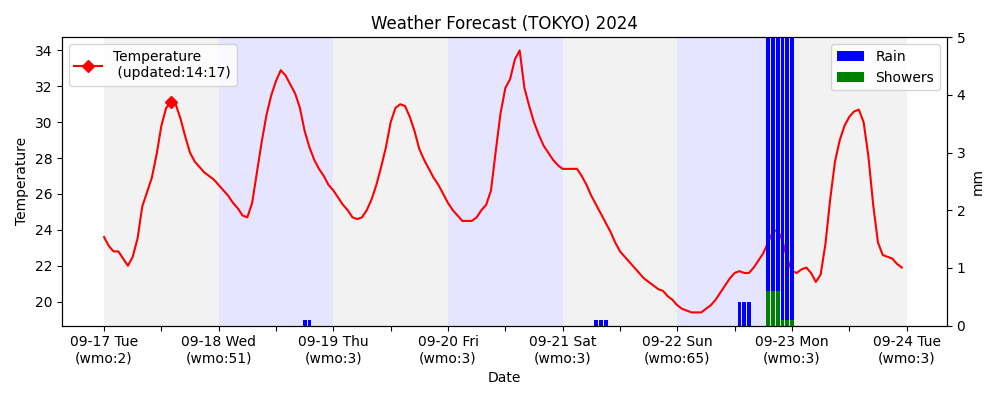 Weather Forecast (TOKYO) 2024
Temperature
(updated:14:17)
Rain
Showers
Temperature
34
32
30
28
26
24
22
20
5
4
3
2
1
0
mm
09-17 Tue
(wmo:2)
09-18 Wed
(wmo:51)
09-19 Thu
(wmo:3)
09-20 Fri
(wmo:3)
09-21 Sat
(wmo:3)
09-22 Sun
(wmo:65)
09-23 Mon
(wmo:3)
09-24 Tue
(wmo:3)
Date